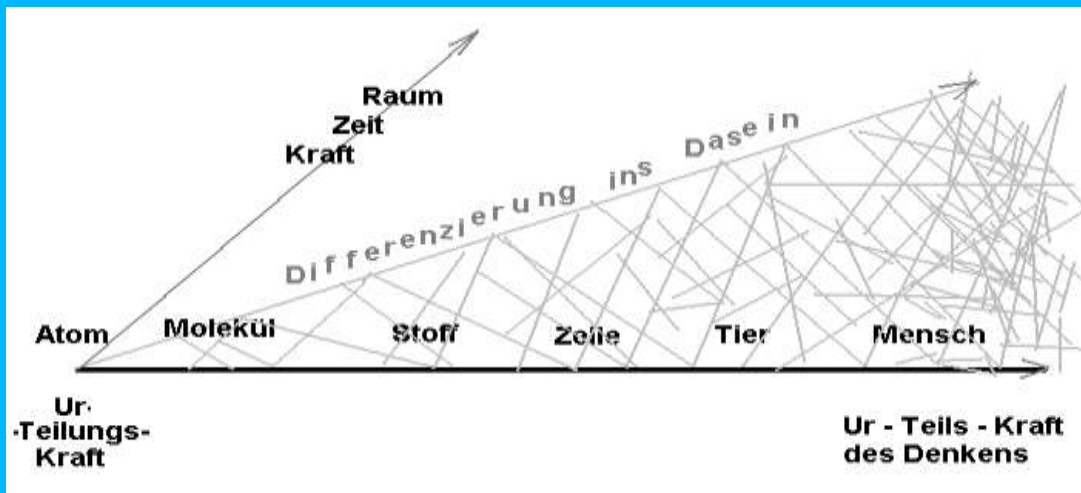 Raum
Zeit
Kraft
Differenzierung ins Dasein
Atom Molekül Stoff Zelle Tier Mensch
Ur-
-Teilungs-
Kraft
Ur - Teils - Kraft
des Denkens